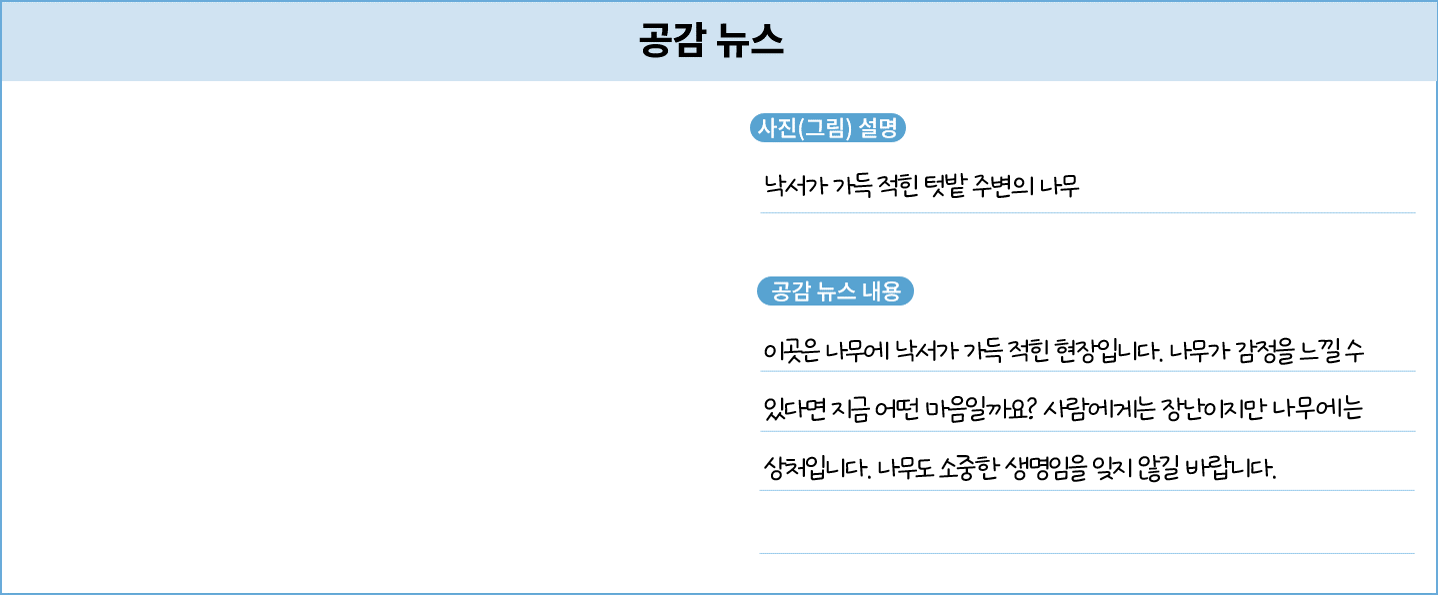 공감 뉴스
사진(그림) 설명
낙서가 가득 적힌 텃밭 주변의 나무
공감 뉴스 내용
이곳은 나무에 낙서가 가득 적힌 현장입니다. 나무가 감정을 느낄 수
있다면 지금 어떤 마음일까요? 사람에게는 장난이지만 나무에는
상처입니다. 나무도 소중한 생명임을 잊지 않길 바랍니다.